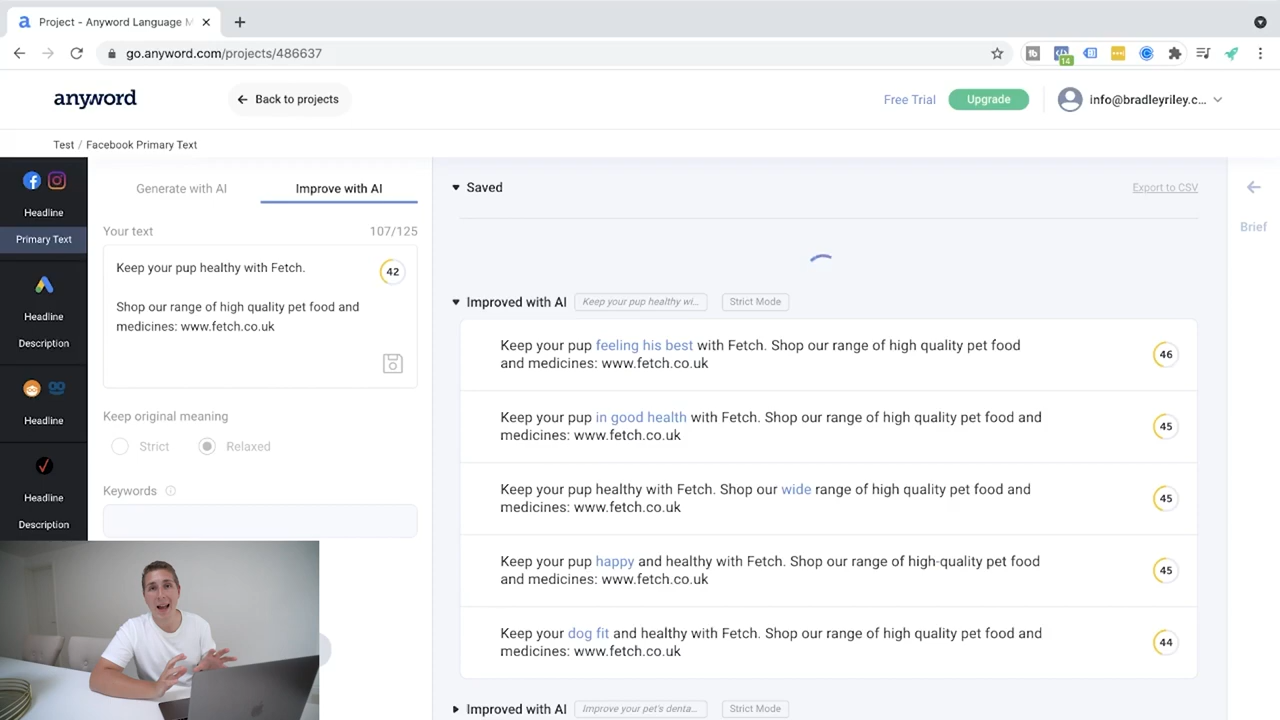 Project - Anyword Language M
go.anyword.com/projects/486637
14
anyword
Back to projects
Free Trial
Upgrade
info@bradleyriley.c...
Test / Facebook Primary Text
Headline
Primary Text
Headline
Description
Headline
Headline
Description
Generate with AI
Improve with AI
Your text
107/125
Keep your pup healthy with Fetch.
42
Shop our range of high quality pet food and
medicines: www.fetch.co.uk
Keep original meaning
Strict
Relaxed
Keywords
Saved
Export to CSV
Improved with AI
Keep your pup healthy wi...
Strict Mode
Keep your pup feeling his best with Fetch. Shop our range of high quality pet food
and medicines: www.fetch.co.uk
46
Keep your pup in good health with Fetch. Shop our range of high quality pet food and
medicines: www.fetch.co.uk
45
Keep your pup healthy with Fetch. Shop our wide range of high quality pet food and
medicines: www.fetch.co.uk
45
Keep your pup happy and healthy with Fetch. Shop our range of high-quality pet food
and medicines: www.fetch.co.uk
45
Keep your dog fit and healthy with Fetch. Shop our range of high quality pet food and
medicines: www.fetch.co.uk
44
Improved with AI
Improve your pet's denta...
Strict Mode
Brief